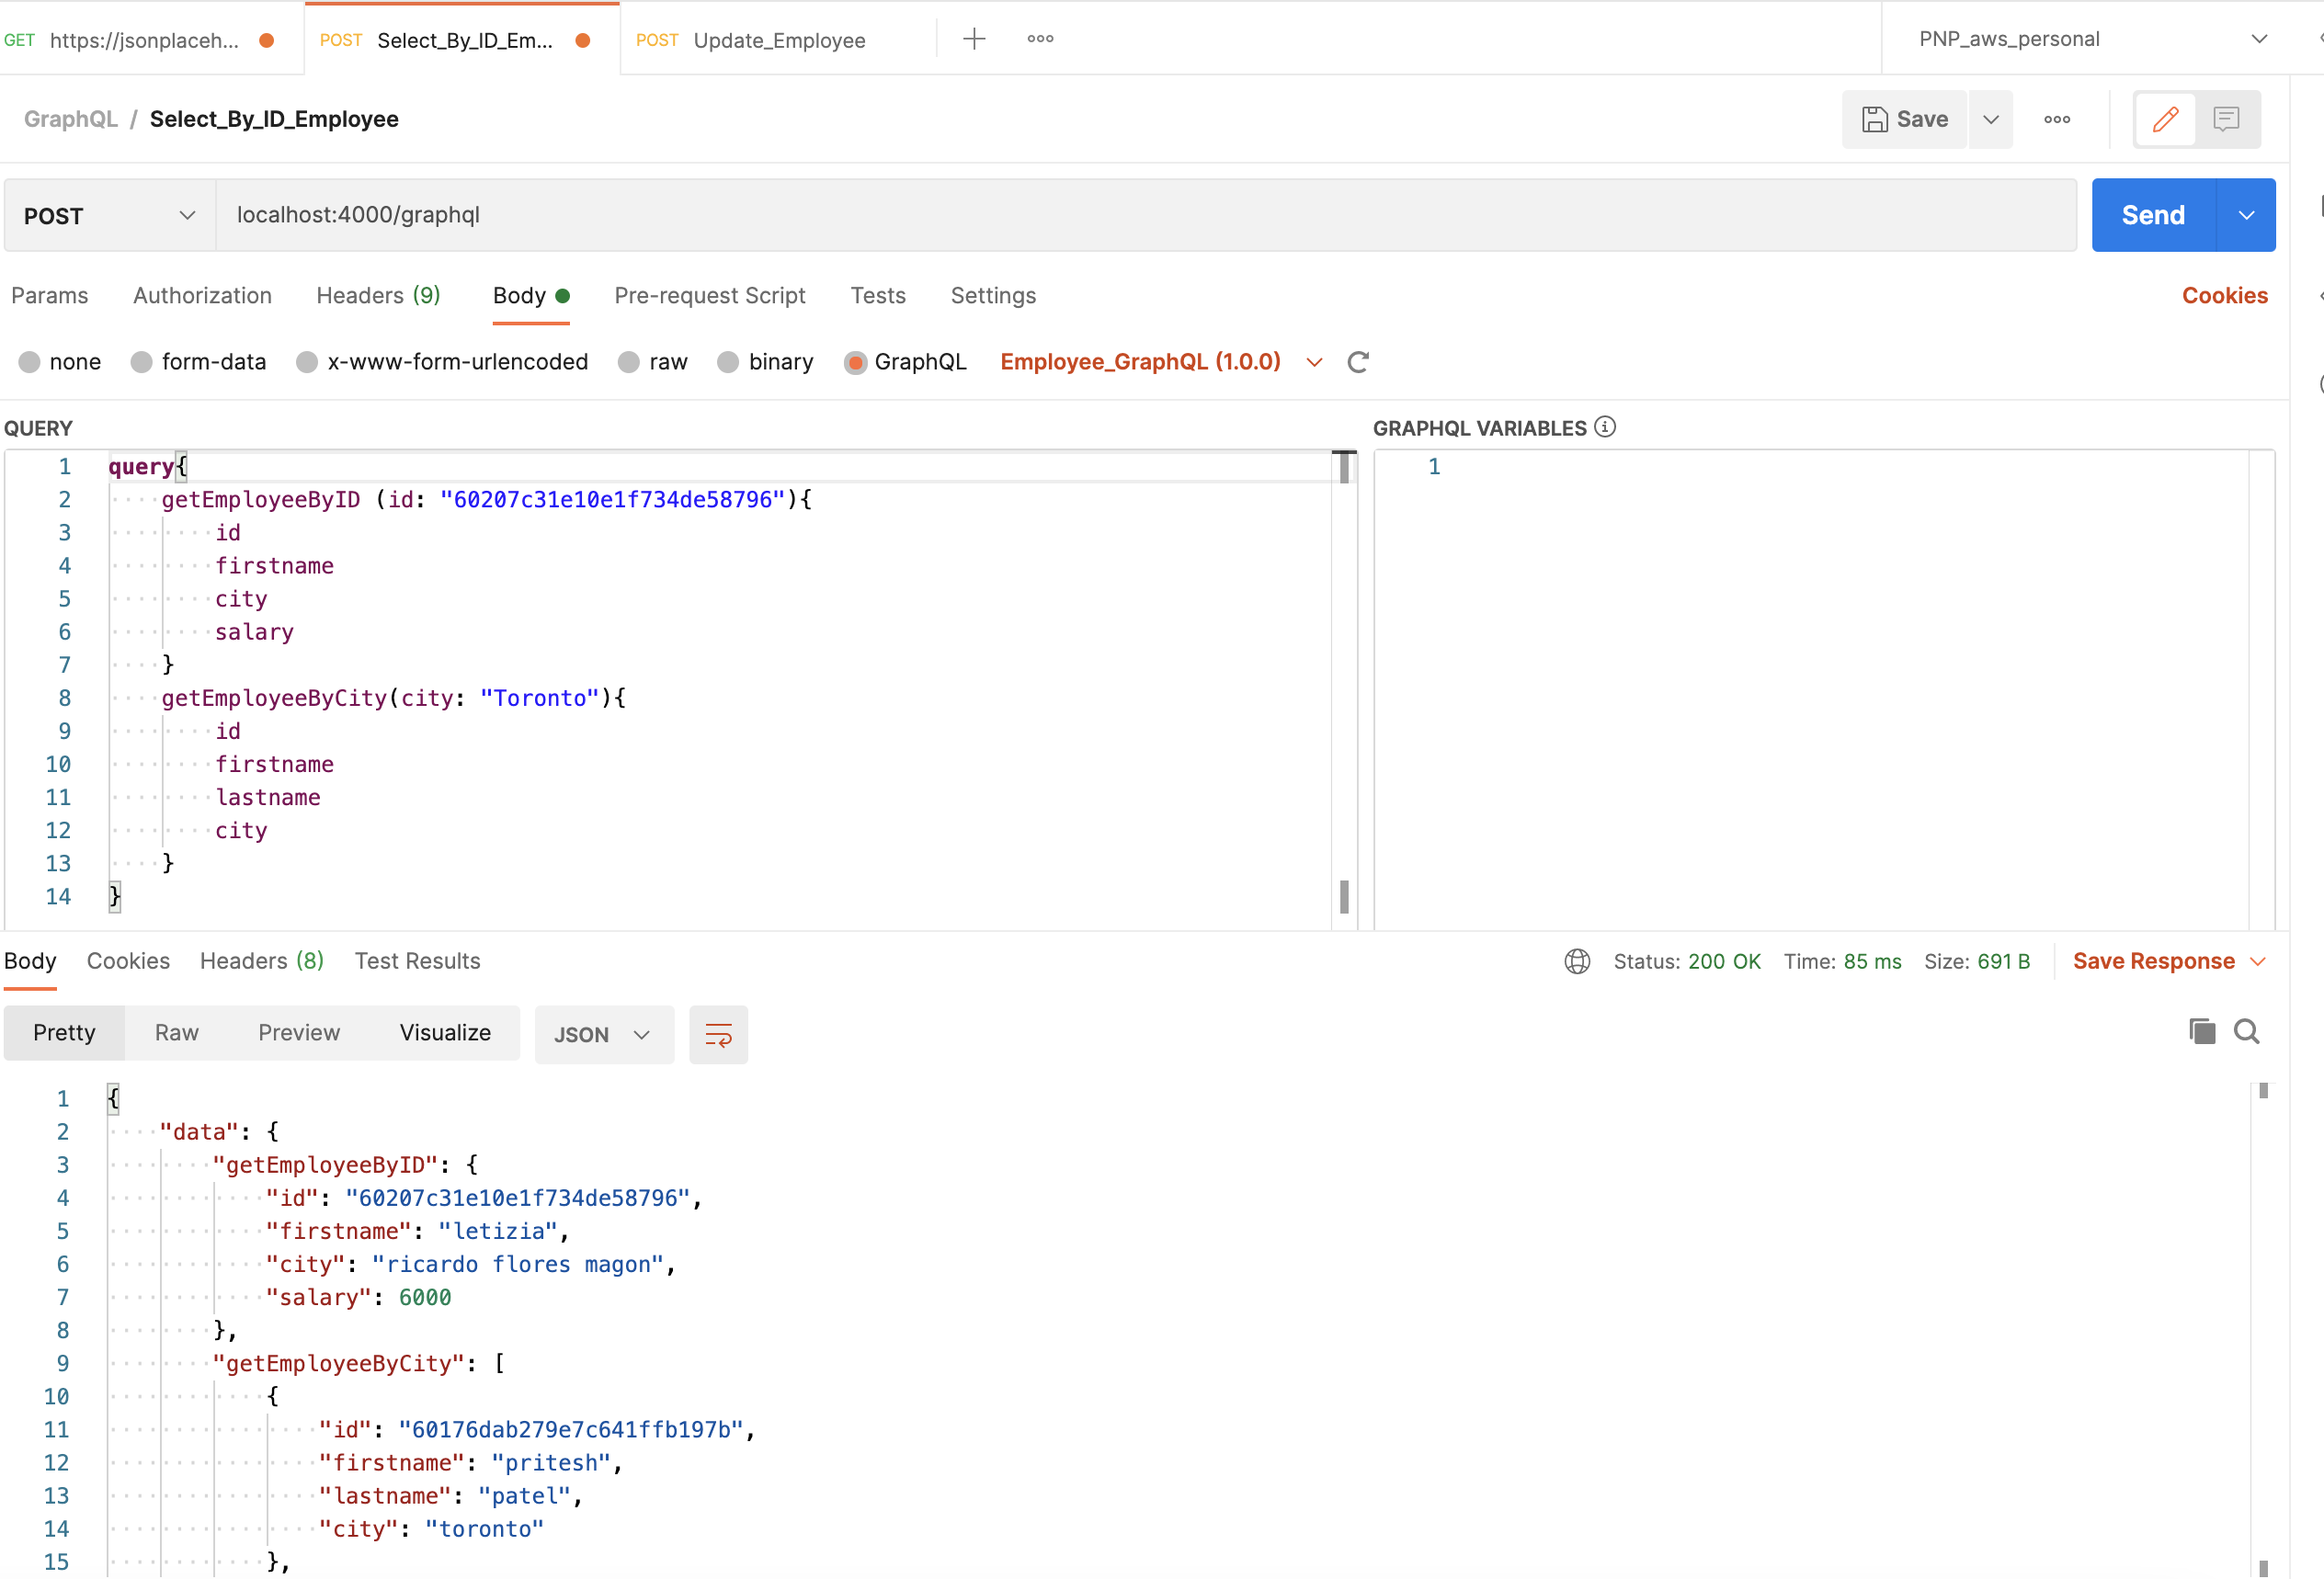 GET https://jsonplaceh... POST Select_By_ID_Em... POST Update_Employee PNP_aws_personal
GraphQL / Select_By_ID_Employee Save
POST localhost:4000/graphql Send
Params Authorization Headers (9) Body Pre-request Script Tests Settings Cookies
none form-data x-www-form-urlencoded raw binary GraphQL Employee_GraphQL (1.0.0)
QUERY GRAPHQL VARIABLES
1 query{ 1
2 getEmployeeByID (id: "60207c31e10e1f734de58796"){
3 id
4 firstname
5 city
6 salary
7 }
8 getEmployeeByCity(city: "Toronto"){
9 id
10 firstname
11 lastname
12 city
13 }
14 }
Body Cookies Headers (8) Test Results Status: 200 OK Time: 85 ms Size: 691 B Save Response
Pretty Raw Preview Visualize JSON
1 {
2 "data": {
3 "getEmployeeByID": {
4 "id": "60207c31e10e1f734de58796",
5 "firstname": "letizia",
6 "city": "ricardo flores magon",
7 "salary": 6000
8 },
9 "getEmployeeByCity": [
10 {
11 "id": "60176dab279e7c641ffb197b",
12 "firstname": "pritesh",
13 "lastname": "patel",
14 "city": "toronto"
15 },